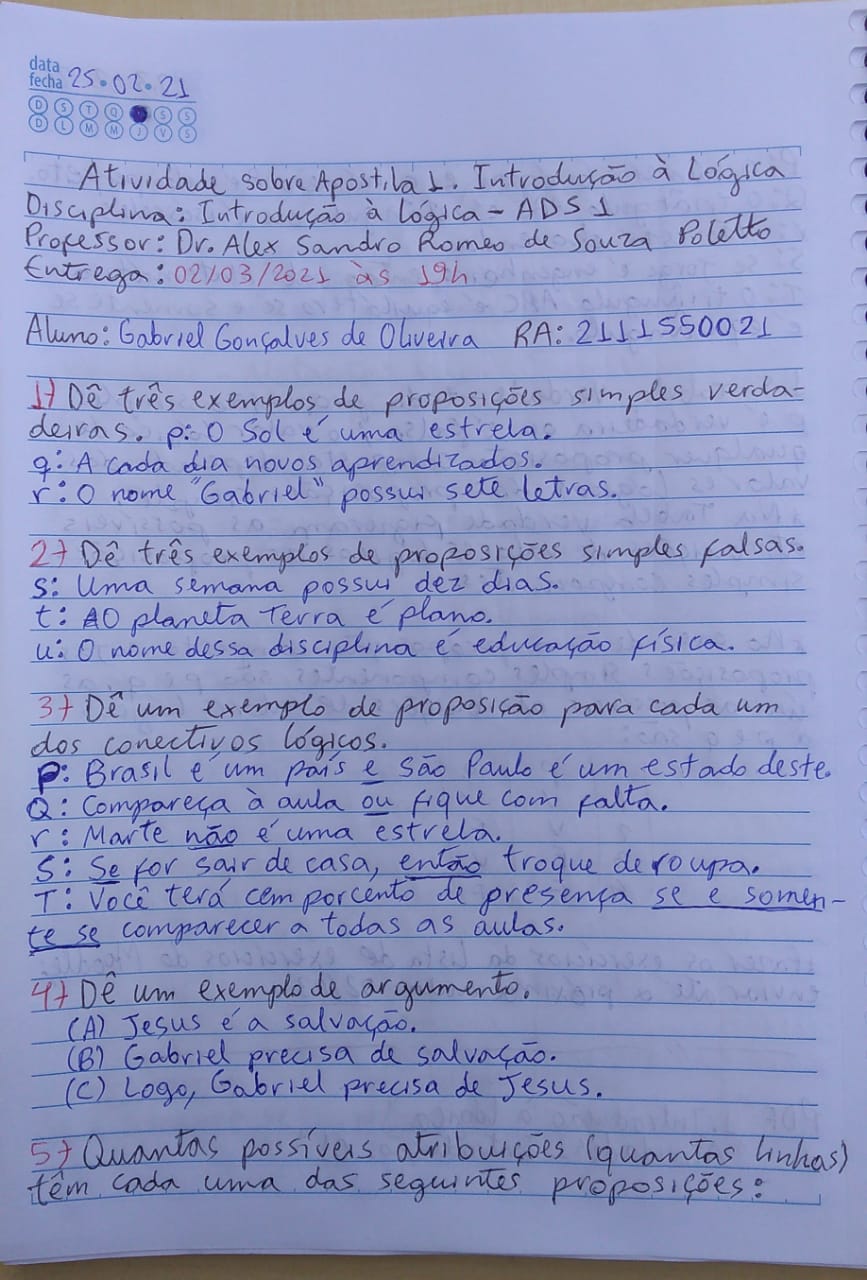 data
fecha 25.02.21
D S T Q S S
D L M M J V S
Atividade sobre Apostila 1. Introdução à Lógica
Disciplina: Introdução à lógica - ADS 1
Professor: Dr. Alex Sandro Romeo de Souza Poletto
Entrega: 02/03/2021 às 19h.
Aluno: Gabriel Gonçalves de Oliveira RA: 2111550021
1) Dê três exemplos de proposições simples verda-
deiras. p: O Sol é uma estrela.
q: A cada dia novos aprendizados.
r: O nome "Gabriel" possui sete letras.
2) Dê três exemplos de proposições simples falsas.
s: Uma semana possui dez dias.
t: O planeta Terra é plano.
u: O nome dessa disciplina é educação física.
3) Dê um exemplo de proposição para cada um
dos conectivos lógicos.
P: Brasil é um país e São Paulo é um estado deste.
Q: Compareça à aula ou fique com falta.
r: Marte não é uma estrela.
S: Se for sair de casa, então troque de roupa.
T: Você terá cem porcento de presença se e somen-
te se comparecer a todas as aulas.
4) Dê um exemplo de argumento.
(A) Jesus é a salvação.
(B) Gabriel precisa de salvação.
(C) Logo, Gabriel precisa de Jesus.
5) Quantas possíveis atribuições (quantas linhas)
têm cada uma das seguintes proposições: